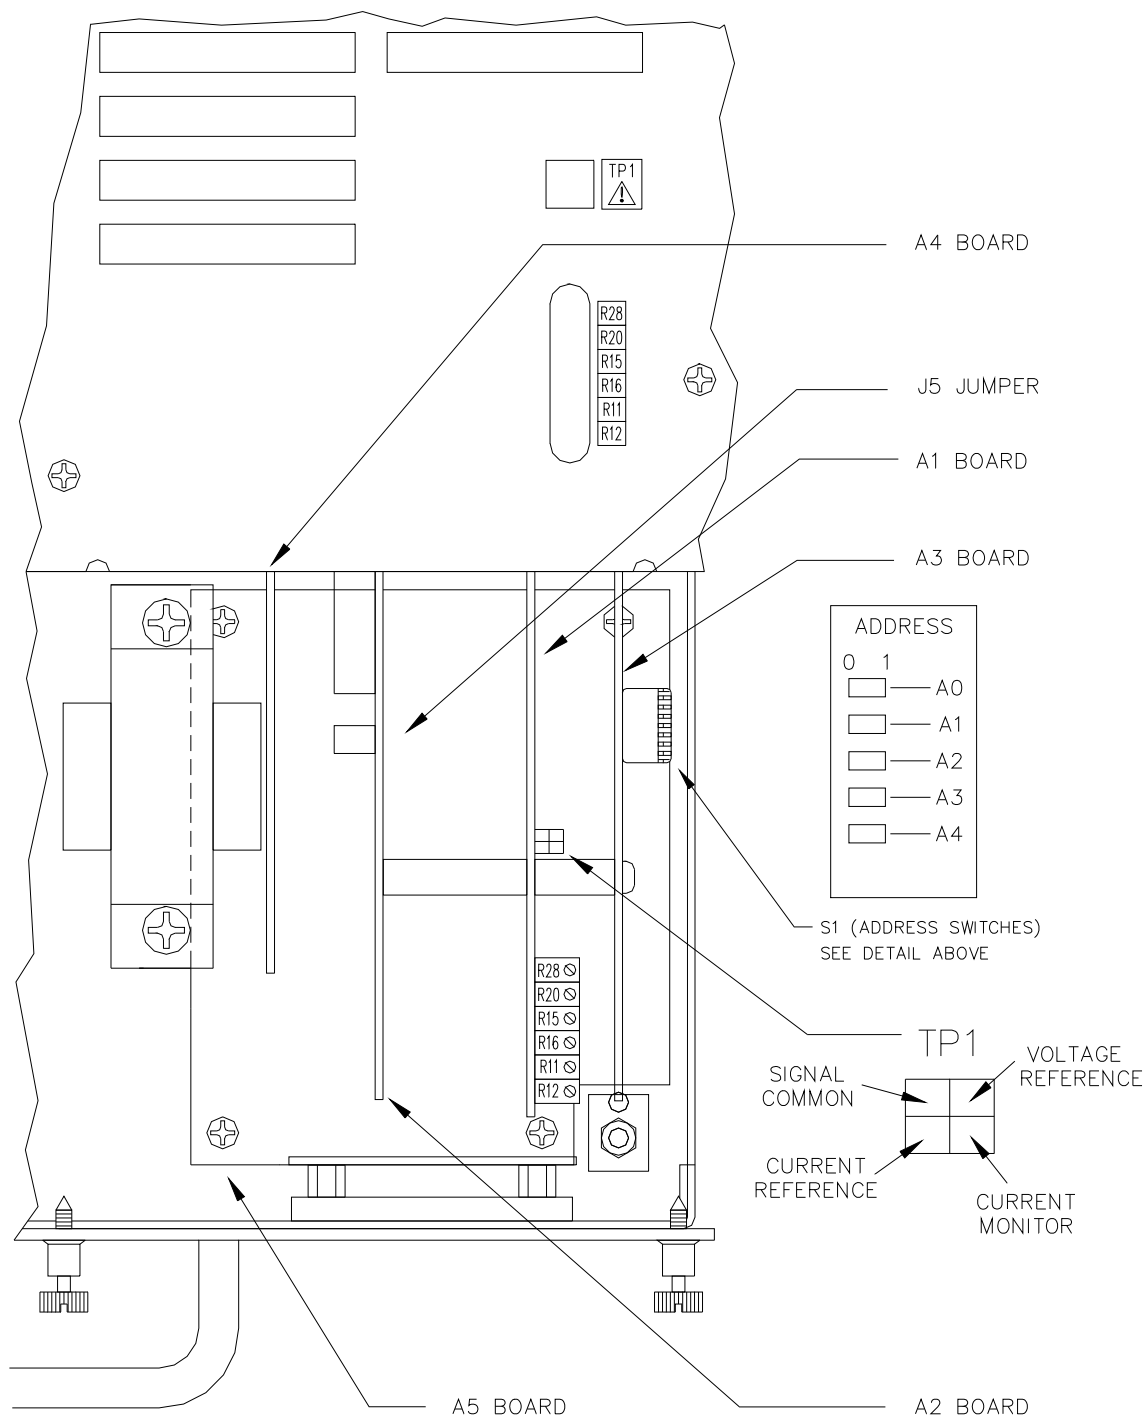 TP1
A4 BOARD
R28
R20
R15
R16
R11
R12
J5 JUMPER
A1 BOARD
A3 BOARD
ADDRESS
0 1
A0
A1
A2
A3
A4
S1 (ADDRESS SWITCHES)
SEE DETAIL ABOVE
R28
R20
R15
R16
R11
R12
TP1
SIGNAL
COMMON
VOLTAGE
REFERENCE
CURRENT
REFERENCE
CURRENT
MONITOR
A5 BOARD
A2 BOARD